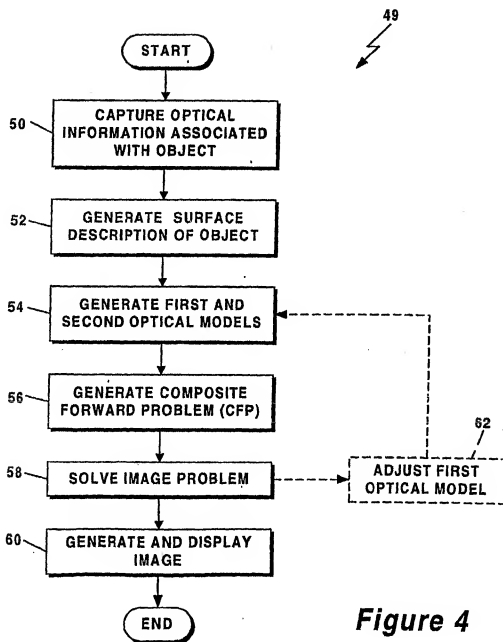 49
START
50
CAPTURE OPTICAL
INFORMATION ASSOCIATED
WITH OBJECT
52
GENERATE SURFACE
DESCRIPTION OF OBJECT
54
GENERATE FIRST AND
SECOND OPTICAL MODELS
56
GENERATE COMPOSITE
FORWARD PROBLEM (CFP)
62
58
SOLVE IMAGE PROBLEM
ADJUST FIRST
OPTICAL MODEL
60
GENERATE AND DISPLAY
IMAGE
END
Figure 4